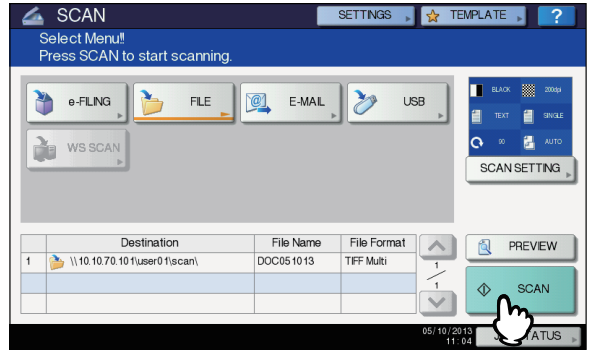 SCAN SETTINGS TEMPLATE ?
Select Menu!!
Press SCAN to start scanning.
e-FILING FILE E-MAIL USB
WS SCAN
BLACK 200dpi
TEXT SINGLE
00 AUTO
SCAN SETTING
Destination File Name File Format
1 \\10.10.70.101\user01\scan\ DOC051013 TIFF Multi
1
1
PREVIEW
SCAN
05/10/2013
11:04
ATUS